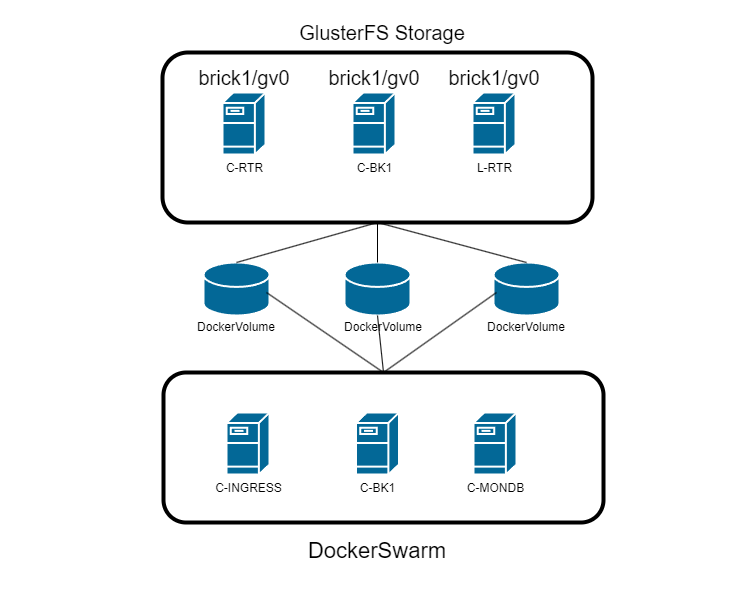 GlusterFS Storage
brick1/gv0 brick1/gv0 brick1/gv0
C-RTR C-BK1 L-RTR
DockerVolume DockerVolume DockerVolume
C-INGRESS C-BK1 C-MONDB
DockerSwarm